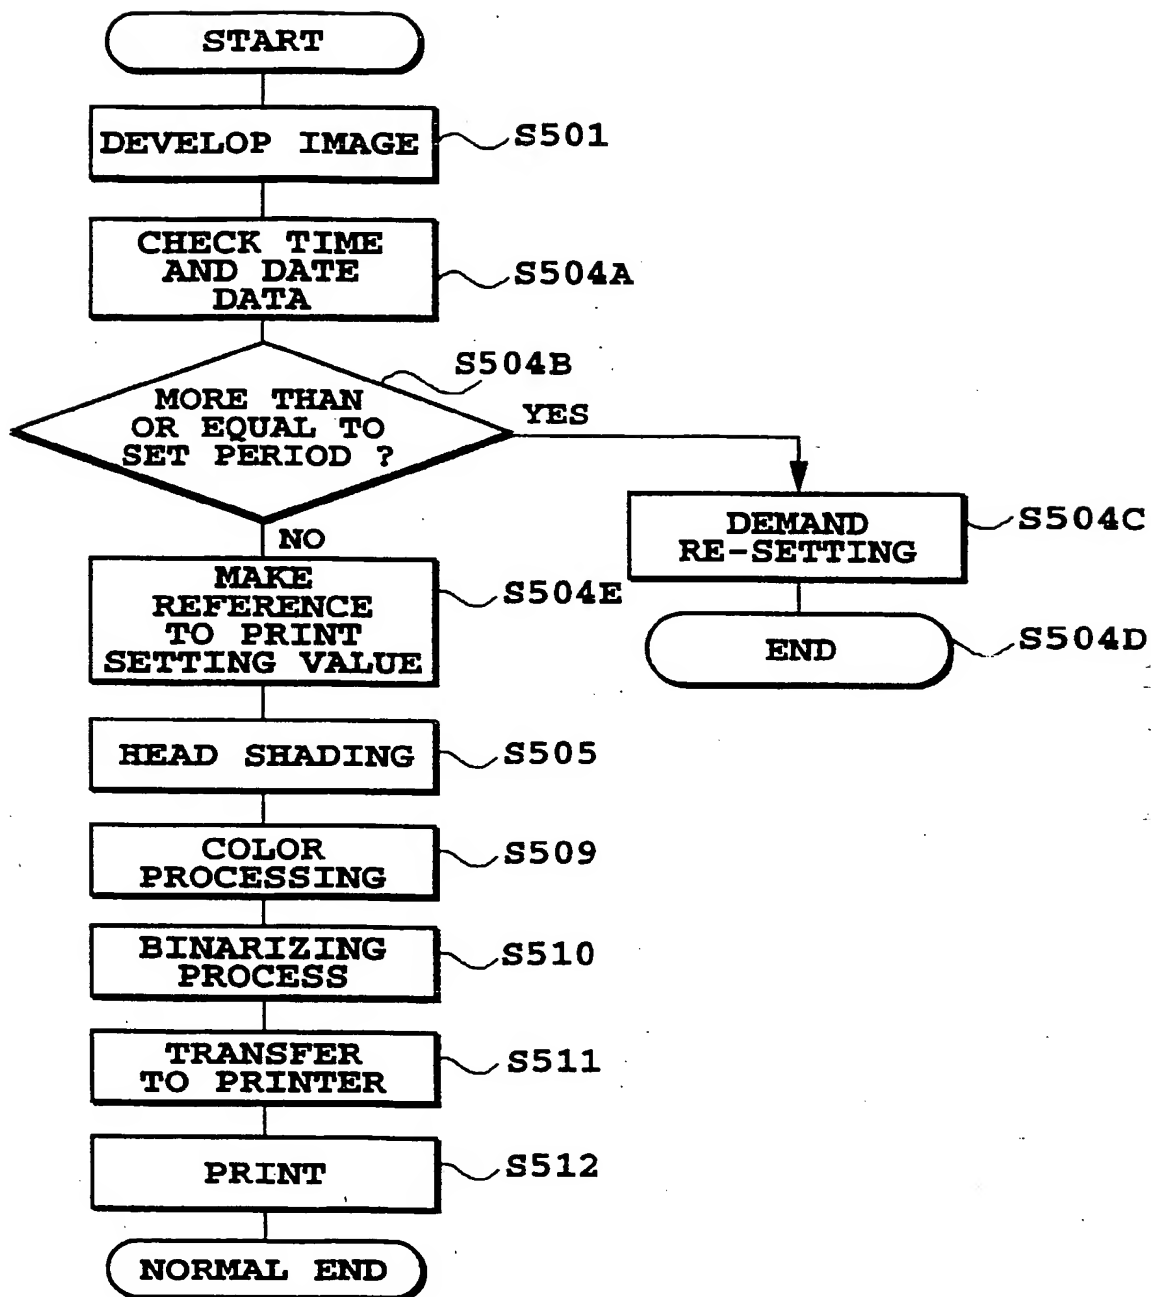 START
DEVELOP IMAGE
S501
CHECK TIME
AND DATE
DATA
S504A
S504B
MORE THAN
OR EQUAL TO
SET PERIOD ?
YES
DEMAND
RE-SETTING
S504C
END
S504D
NO
MAKE
REFERENCE
TO PRINT
SETTING VALUE
S504E
HEAD SHADING
S505
COLOR
PROCESSING
S509
BINARIZING
PROCESS
S510
TRANSFER
TO PRINTER
S511
PRINT
S512
NORMAL END